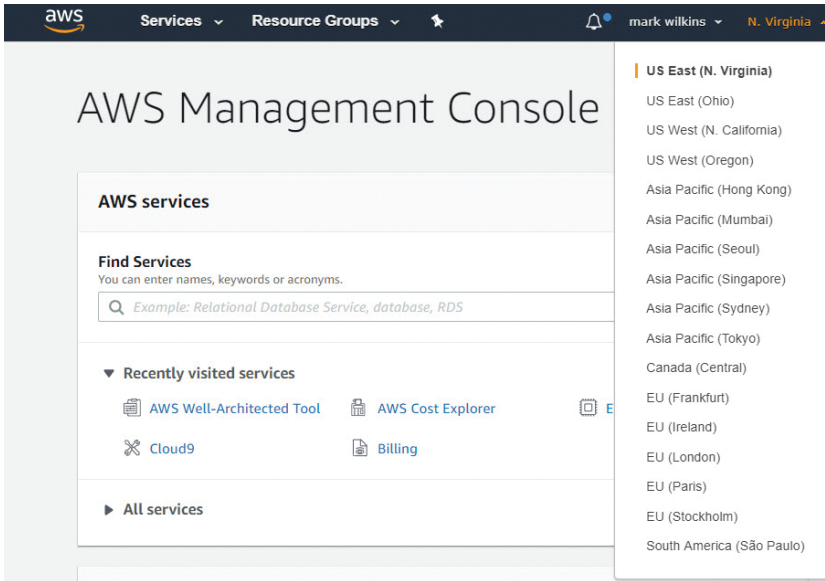 aws Services Resource Groups mark wilkins N. Virginia
AWS Management Console
AWS services
Find Services
You can enter names, keywords or acronyms.
Example: Relational Database Service, database, RDS
Recently visited services
AWS Well-Architected Tool AWS Cost Explorer E
Cloud9 Billing
All services
US East (N. Virginia)
US East (Ohio)
US West (N. California)
US West (Oregon)
Asia Pacific (Hong Kong)
Asia Pacific (Mumbai)
Asia Pacific (Seoul)
Asia Pacific (Singapore)
Asia Pacific (Sydney)
Asia Pacific (Tokyo)
Canada (Central)
EU (Frankfurt)
EU (Ireland)
EU (London)
EU (Paris)
EU (Stockholm)
South America (São Paulo)